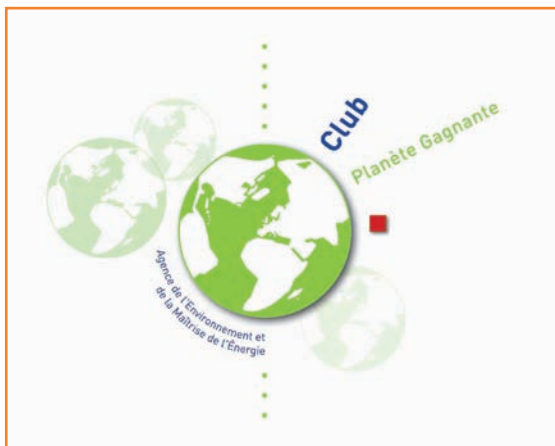 Club
Planète Gagnante
Agence de l'Environnement et
de la Maîtrise de l'Énergie